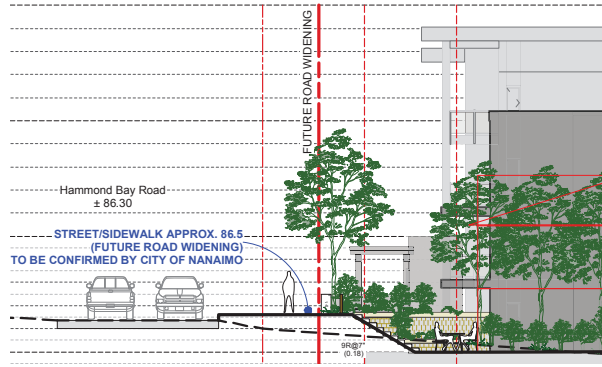 FUTURE ROAD WIDENING
Hammond Bay Road
± 86.30
STREET/SIDEWALK APPROX. 86.5
(FUTURE ROAD WIDENING)
TO BE CONFIRMED BY CITY OF NANAIMO
9R@7"
(0.18)